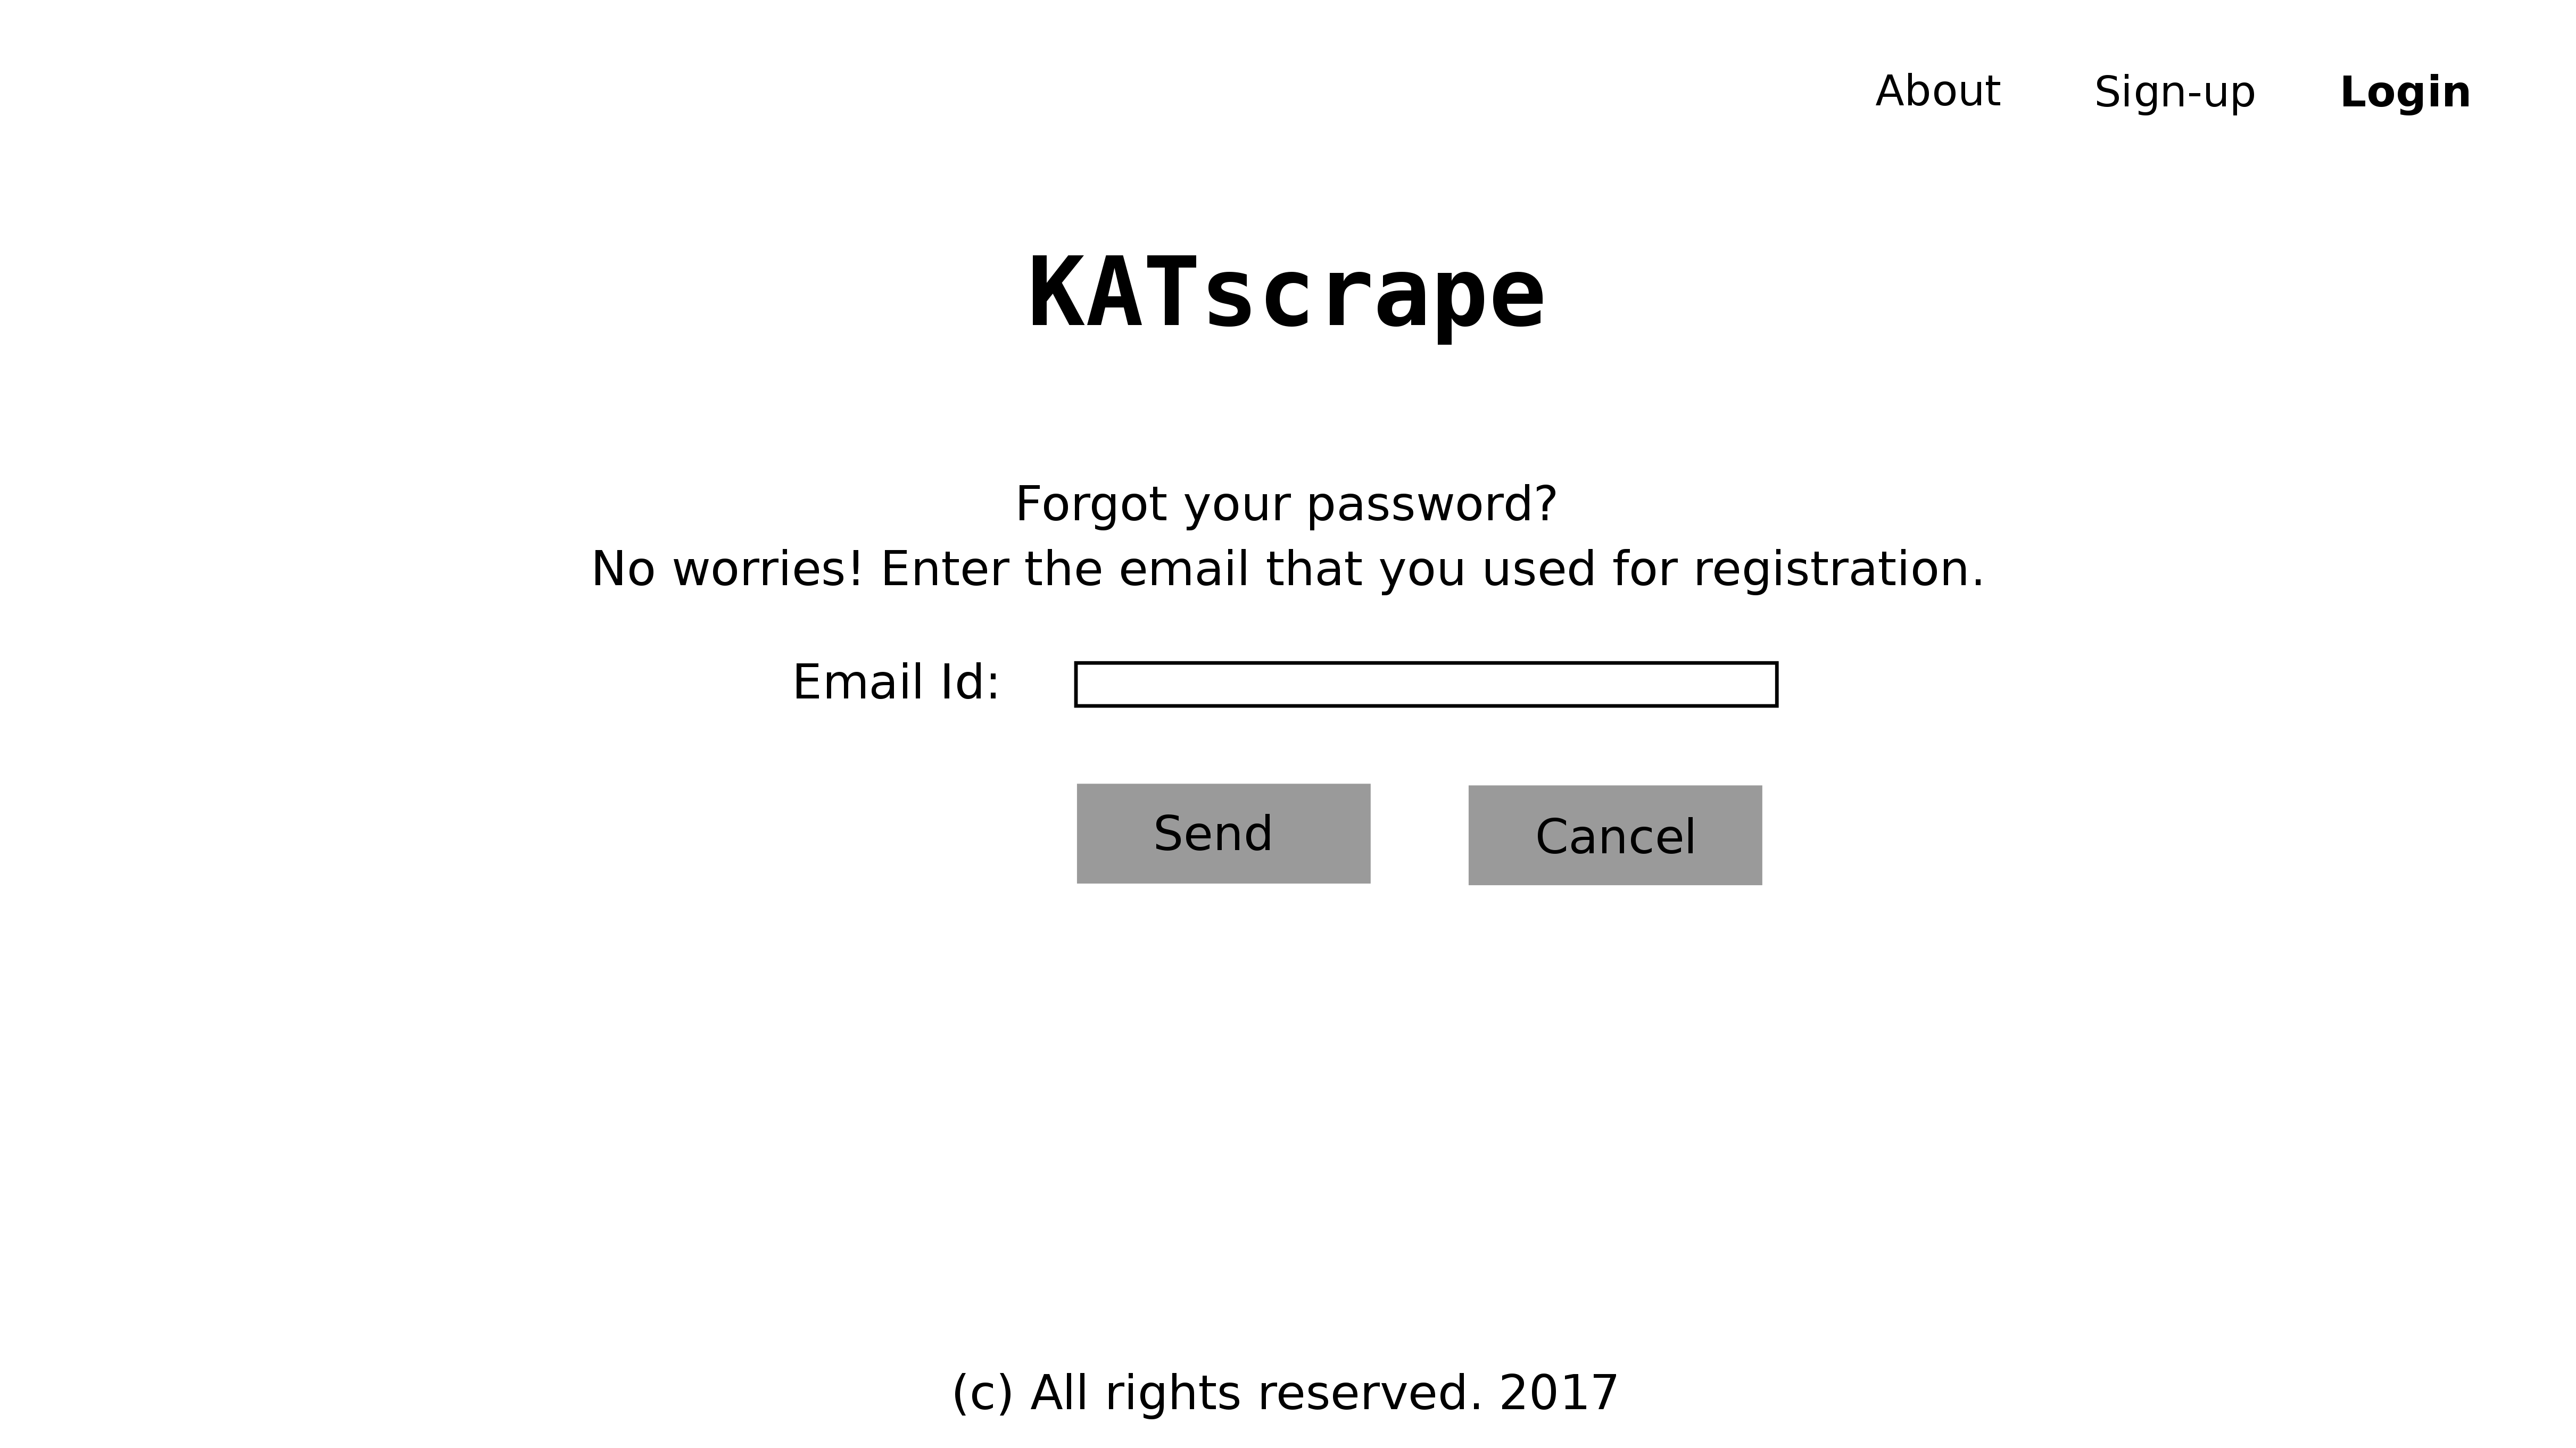 About Sign-up Login
KATscrape
Forgot your password?
No worries! Enter the email that you used for registration.
Email Id:
Send Cancel
(c) All rights reserved. 2017